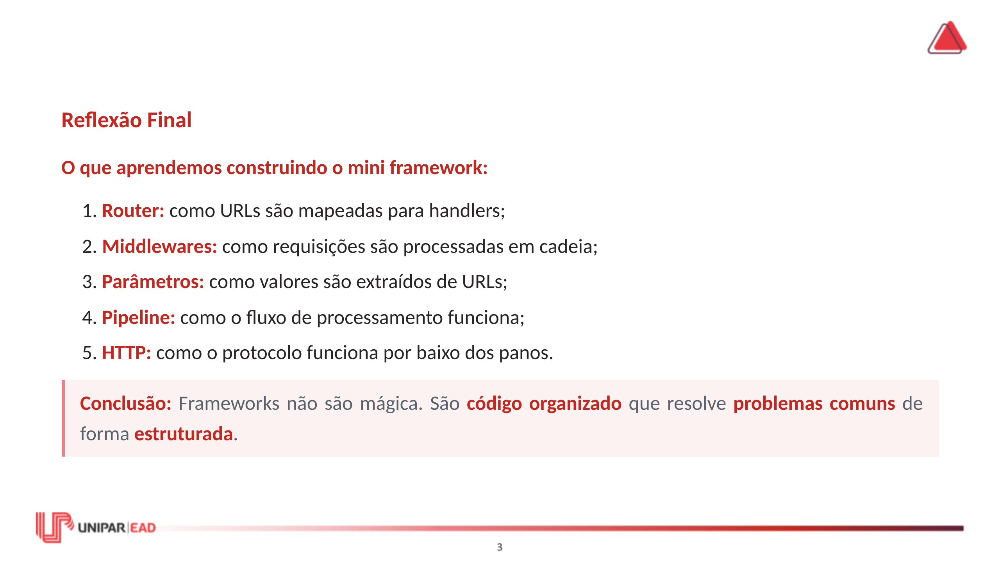 Reflexão Final
O que aprendemos construindo o mini framework:
1. Router: como URLs são mapeadas para handlers;
2. Middlewares: como requisições são processadas em cadeia;
3. Parâmetros: como valores são extraídos de URLs;
4. Pipeline: como o fluxo de processamento funciona;
5. HTTP: como o protocolo funciona por baixo dos panos.
Conclusão: Frameworks não são mágica. São código organizado que resolve problemas comuns de
forma estruturada.
UNIPAR|EAD
3